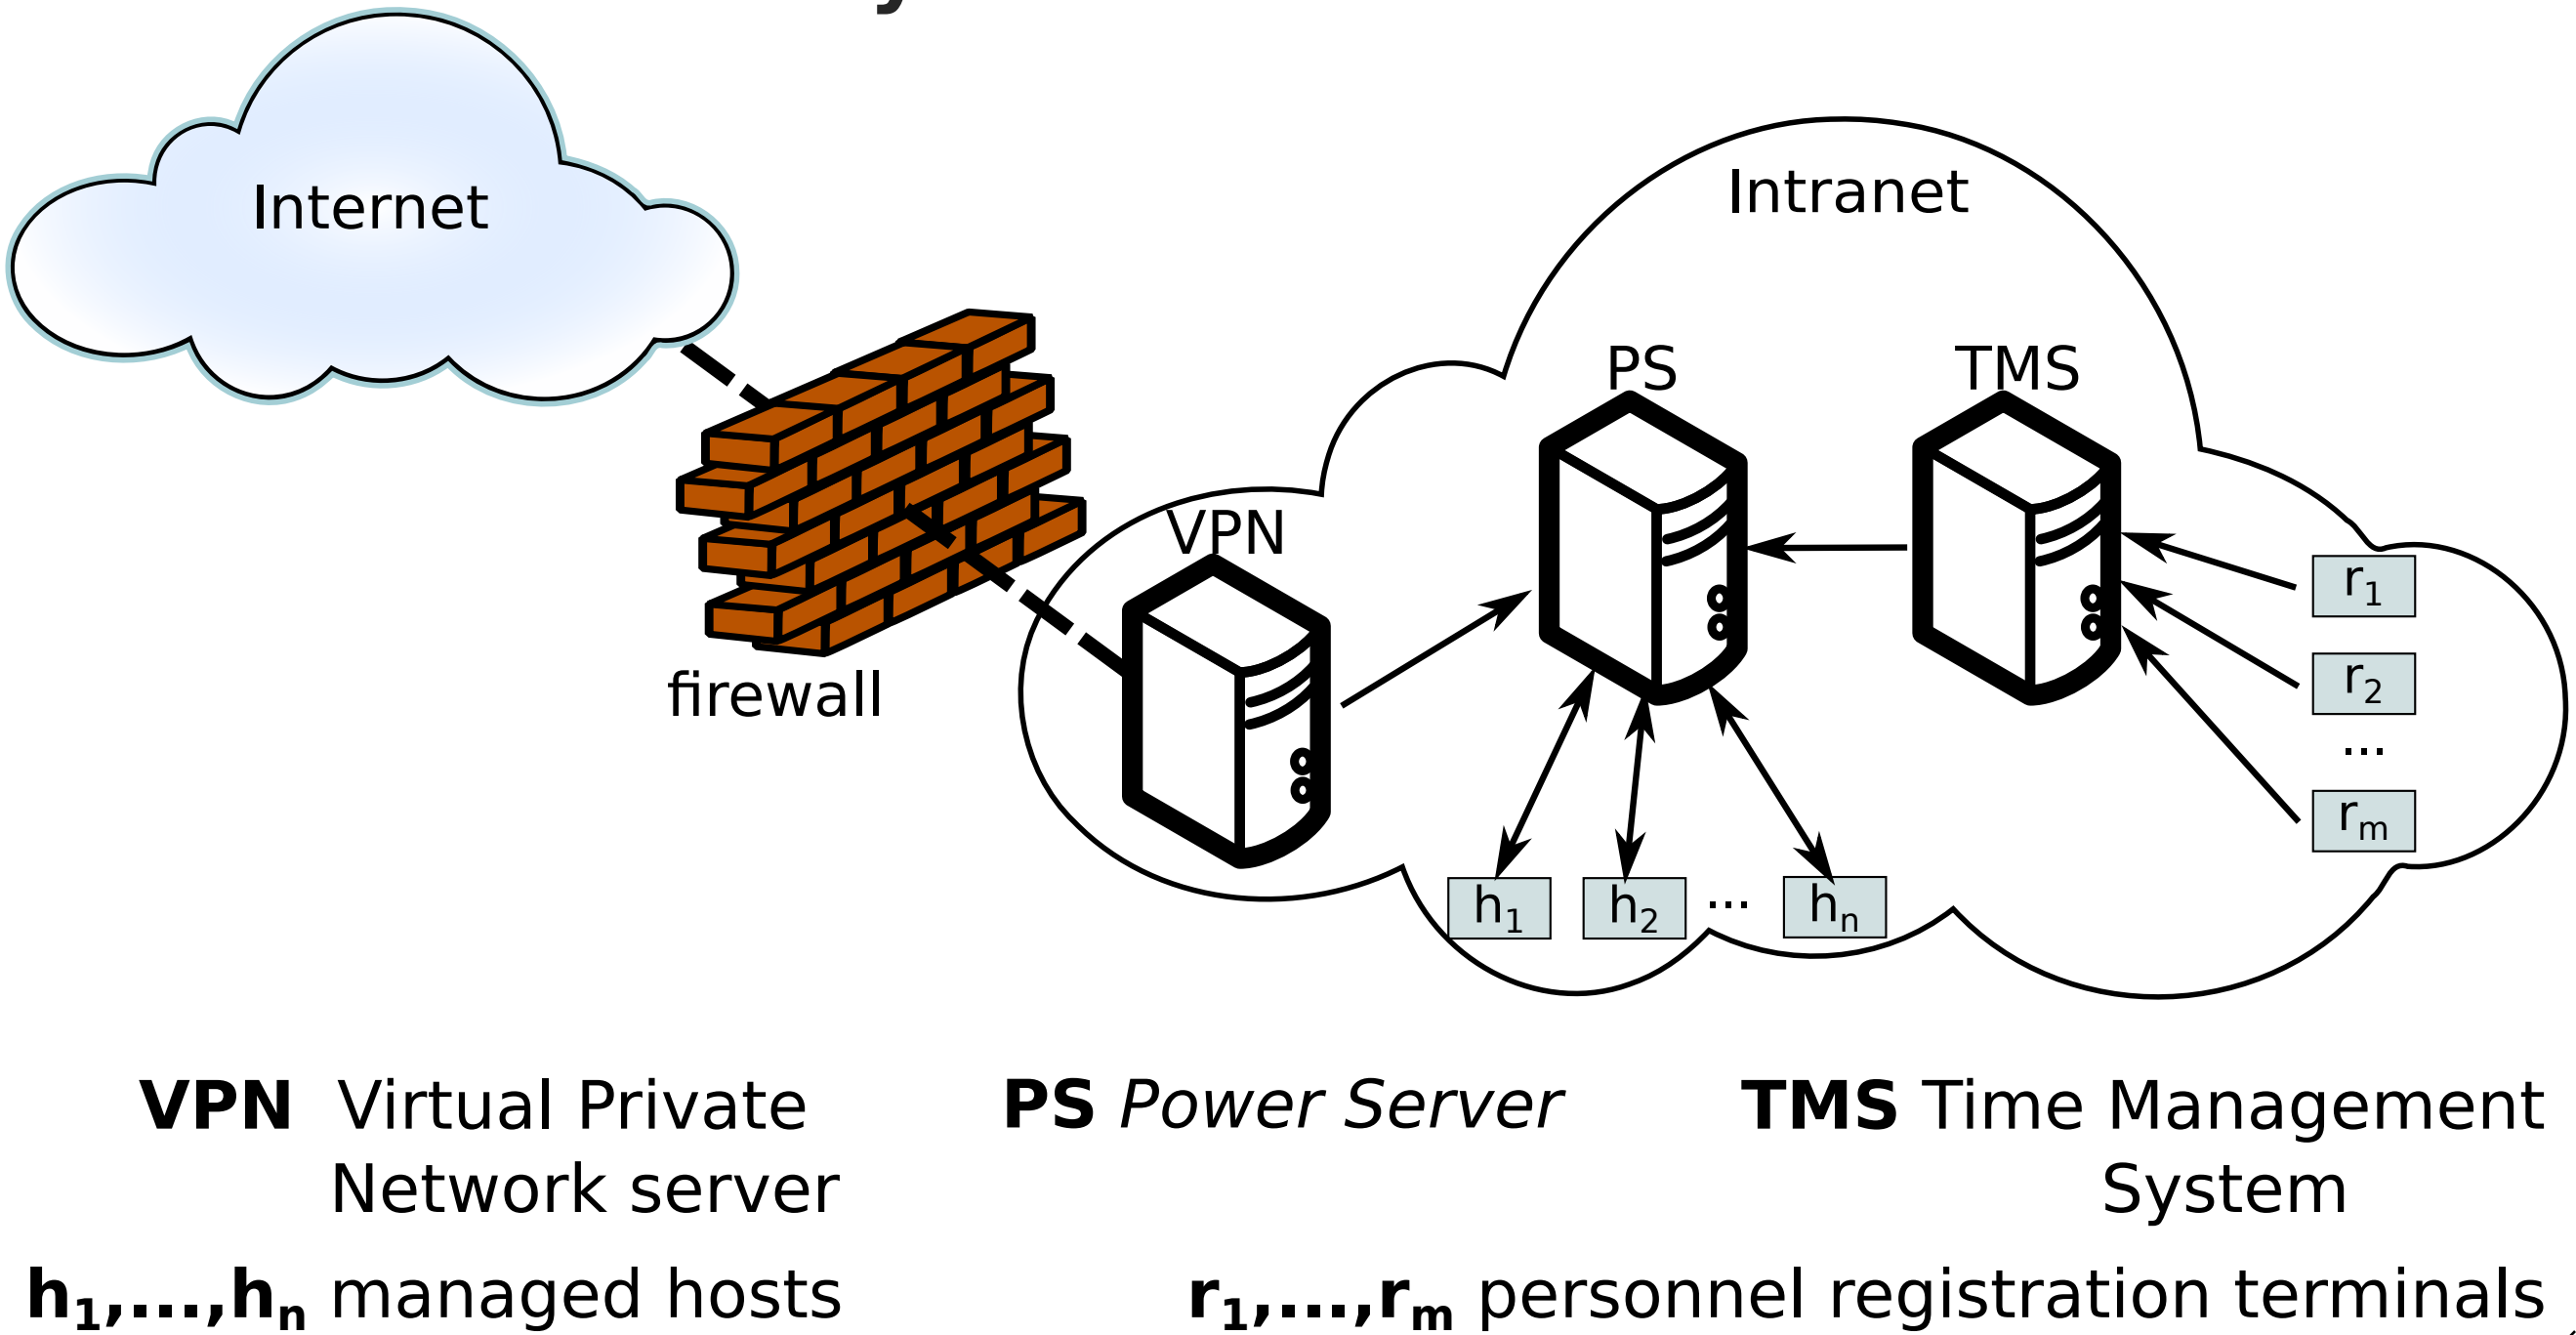 Internet
Intranet
PS
TMS
VPN
firewall
r1
r2
...
rm
h1
h2
...
hn
VPN Virtual Private
Network server
PS Power Server
TMS Time Management
System
h1,...,hn managed hosts
r1,...,rm personnel registration terminals